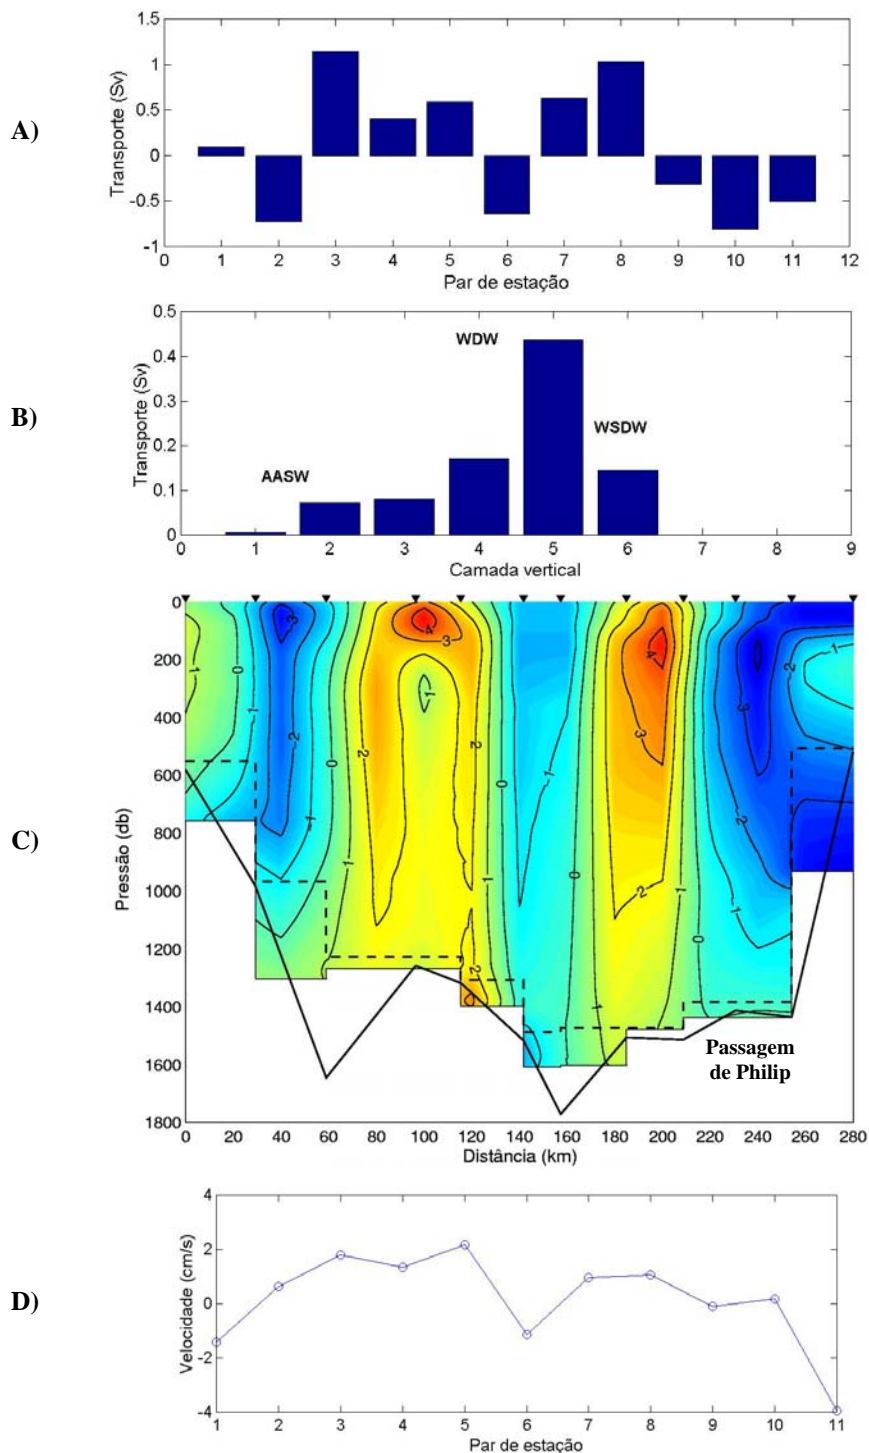 A)
Transporte (Sv)
1.5
1
0.5
0
-0.5
-1
0 1 2 3 4 5 6 7 8 9 10 11 12
Par de estação
B)
Transporte (Sv)
0.5
0.4
0.3
0.2
0.1
0
WDW
WSDW
AASW
0 1 2 3 4 5 6 7 8 9
Camada vertical
C)
Pressão (db)
0
200
400
600
800
1000
1200
1400
1600
1800
Passagem
de Philip
0 20 40 60 80 100 120 140 160 180 200 220 240 260 280
Distância (km)
D)
Velocidade (cm/s)
4
2
0
-2
-4
1 2 3 4 5 6 7 8 9 10 11
Par de estação